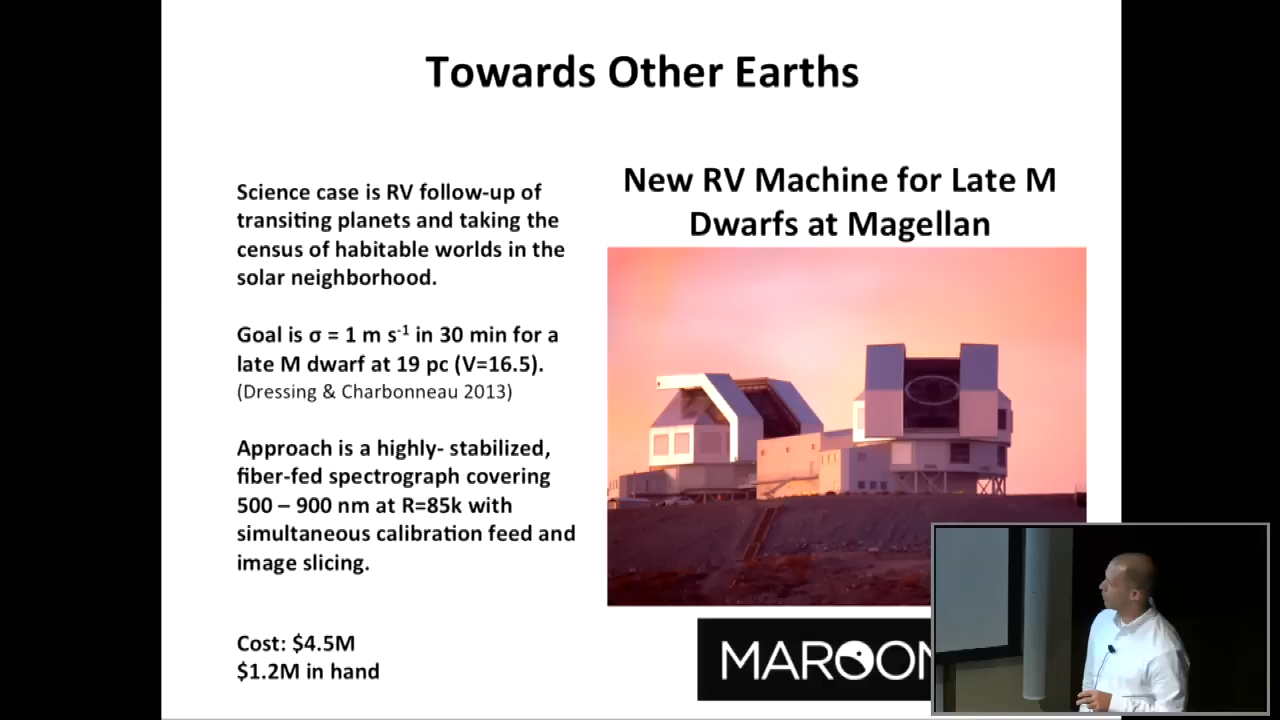 Towards Other Earths
Science case is RV follow-up of
transiting planets and taking the
census of habitable worlds in the
solar neighborhood.
Goal is σ = 1 m s-1 in 30 min for a
late M dwarf at 19 pc (V=16.5).
(Dressing & Charbonneau 2013)
Approach is a highly- stabilized,
fiber-fed spectrograph covering
500 – 900 nm at R=85k with
simultaneous calibration feed and
image slicing.
Cost: $4.5M
$1.2M in hand
New RV Machine for Late M
Dwarfs at Magellan
MAROON